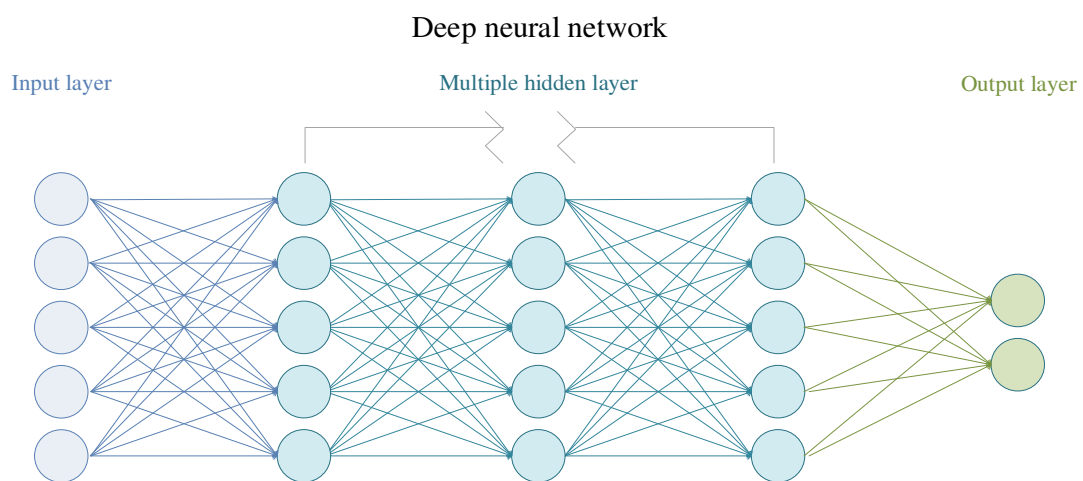 Deep neural network
Input layer
Multiple hidden layer
Output layer